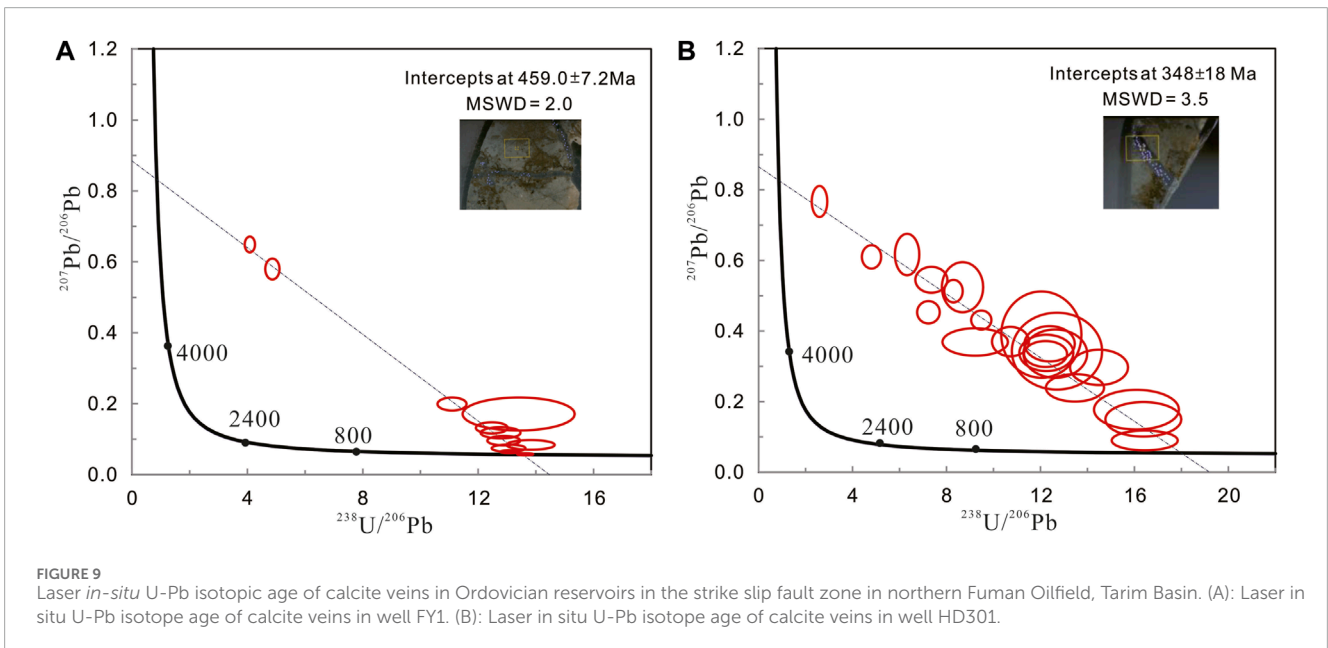 A
Intercepts at 459.0±7.2Ma
MSWD = 2.0
1.2
1.0
0.8
0.6
0.4
0.2
0.0
²⁰⁷Pb/²⁰⁶Pb
4000
2400
800
0
4
8
12
16
²³⁸U/²⁰⁶Pb
B
Intercepts at 348±18 Ma
MSWD = 3.5
1.2
1.0
0.8
0.6
0.4
0.2
0.0
²⁰⁷Pb/²⁰⁶Pb
4000
2400
800
0
4
8
12
16
20
²³⁸U/²⁰⁶Pb
FIGURE 9
Laser in-situ U-Pb isotopic age of calcite veins in Ordovician reservoirs in the strike slip fault zone in northern Fuman Oilfield, Tarim Basin. (A): Laser in
situ U-Pb isotope age of calcite veins in well FY1. (B): Laser in situ U-Pb isotope age of calcite veins in well HD301.